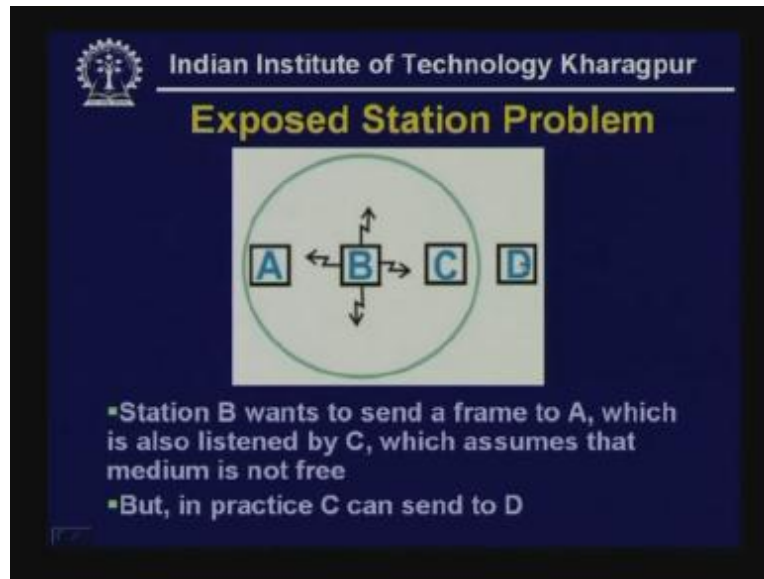 Indian Institute of Technology Kharagpur
Exposed Station Problem
A B C D
▪Station B wants to send a frame to A, which
is also listened by C, which assumes that
medium is not free
▪But, in practice C can send to D